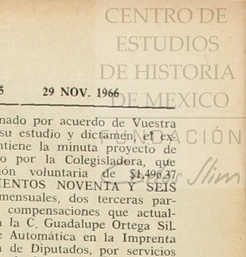 CENTRO DE
ESTUDIOS
DE HISTORIA
DE MEXICO
FUNDACIÓN
Slim
5 29 NOV. 1966
nado por acuerdo de Vuestra
su estudio y dictamen, el ex-
ntiene la minuta proyecto de
o por la Colegisladora, que
ión voluntaria de $1,496.37
MIENTOS NOVENTA Y SEIS
mensuales, dos terceras par-
compensaciones que actual-
la C. Guadalupe Ortega Sil-
e Automática en la Imprenta
a de Diputados, por servicios